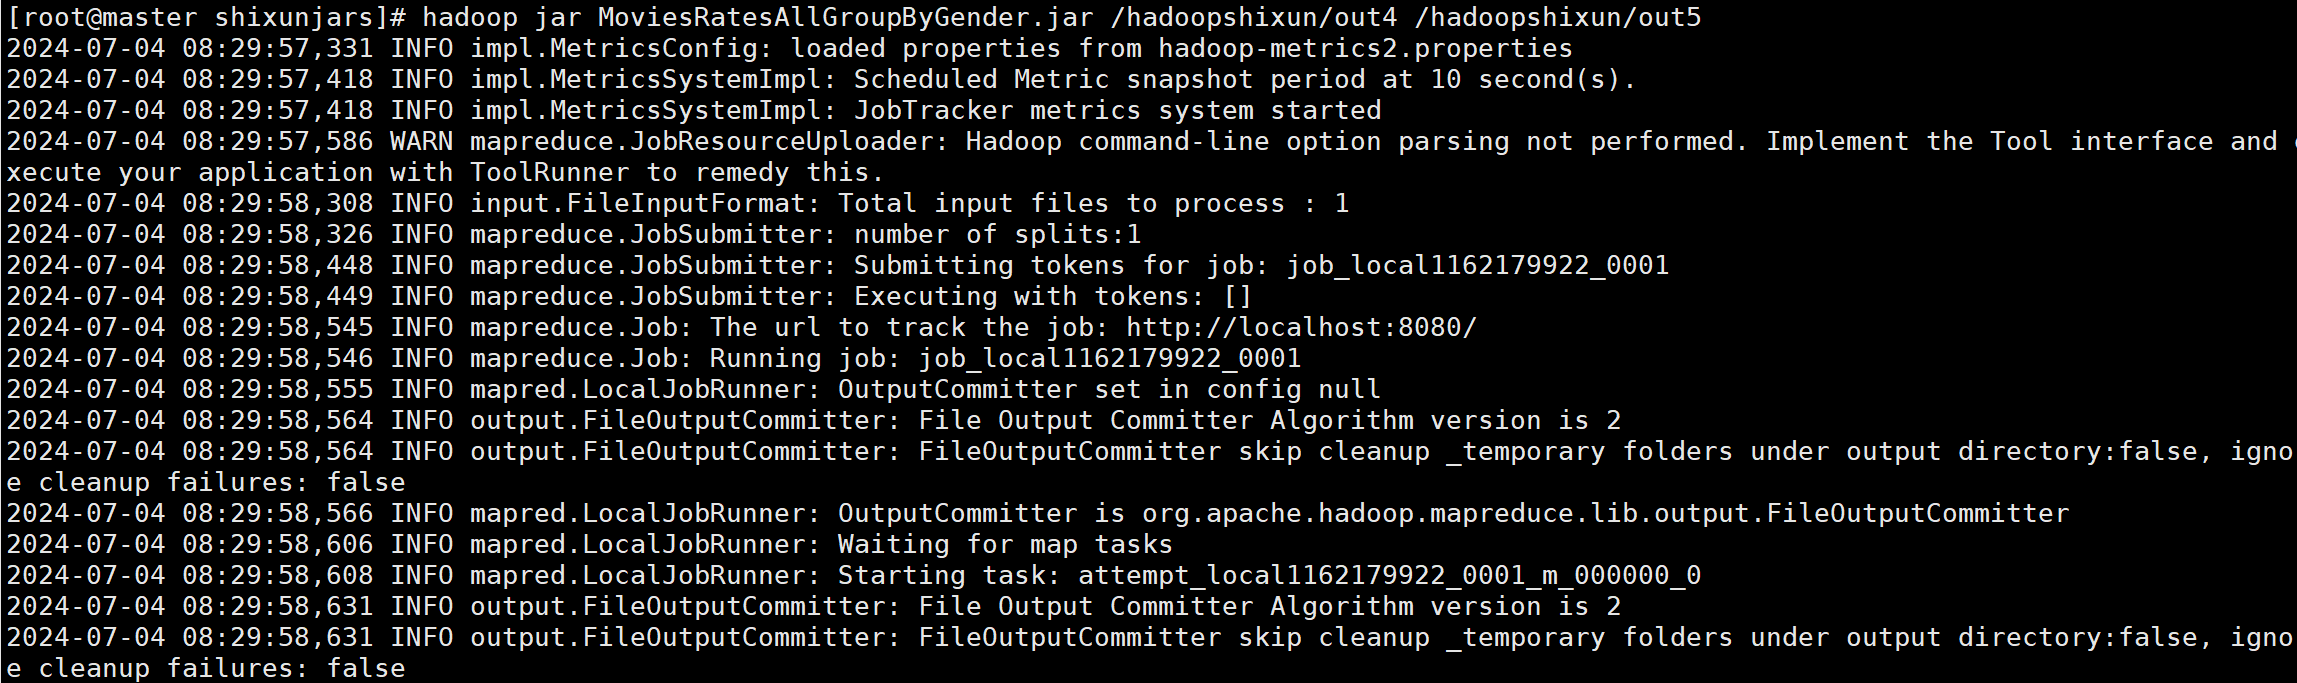 [root@master shixunjars]# hadoop jar MoviesRatesAllGroupByGender.jar /hadoopshixun/out4 /hadoopshixun/out5
2024-07-04 08:29:57,331 INFO impl.MetricsConfig: loaded properties from hadoop-metrics2.properties
2024-07-04 08:29:57,418 INFO impl.MetricsSystemImpl: Scheduled Metric snapshot period at 10 second(s).
2024-07-04 08:29:57,418 INFO impl.MetricsSystemImpl: JobTracker metrics system started
2024-07-04 08:29:57,586 WARN mapreduce.JobResourceUploader: Hadoop command-line option parsing not performed. Implement the Tool interface and e
xecute your application with ToolRunner to remedy this.
2024-07-04 08:29:58,308 INFO input.FileInputFormat: Total input files to process : 1
2024-07-04 08:29:58,326 INFO mapreduce.JobSubmitter: number of splits:1
2024-07-04 08:29:58,448 INFO mapreduce.JobSubmitter: Submitting tokens for job: job_local1162179922_0001
2024-07-04 08:29:58,449 INFO mapreduce.JobSubmitter: Executing with tokens: []
2024-07-04 08:29:58,545 INFO mapreduce.Job: The url to track the job: http://localhost:8080/
2024-07-04 08:29:58,546 INFO mapreduce.Job: Running job: job_local1162179922_0001
2024-07-04 08:29:58,555 INFO mapred.LocalJobRunner: OutputCommitter set in config null
2024-07-04 08:29:58,564 INFO output.FileOutputCommitter: File Output Committer Algorithm version is 2
2024-07-04 08:29:58,564 INFO output.FileOutputCommitter: FileOutputCommitter skip cleanup _temporary folders under output directory:false, igno
e cleanup failures: false
2024-07-04 08:29:58,566 INFO mapred.LocalJobRunner: OutputCommitter is org.apache.hadoop.mapreduce.lib.output.FileOutputCommitter
2024-07-04 08:29:58,606 INFO mapred.LocalJobRunner: Waiting for map tasks
2024-07-04 08:29:58,608 INFO mapred.LocalJobRunner: Starting task: attempt_local1162179922_0001_m_000000_0
2024-07-04 08:29:58,631 INFO output.FileOutputCommitter: File Output Committer Algorithm version is 2
2024-07-04 08:29:58,631 INFO output.FileOutputCommitter: FileOutputCommitter skip cleanup _temporary folders under output directory:false, igno
e cleanup failures: false